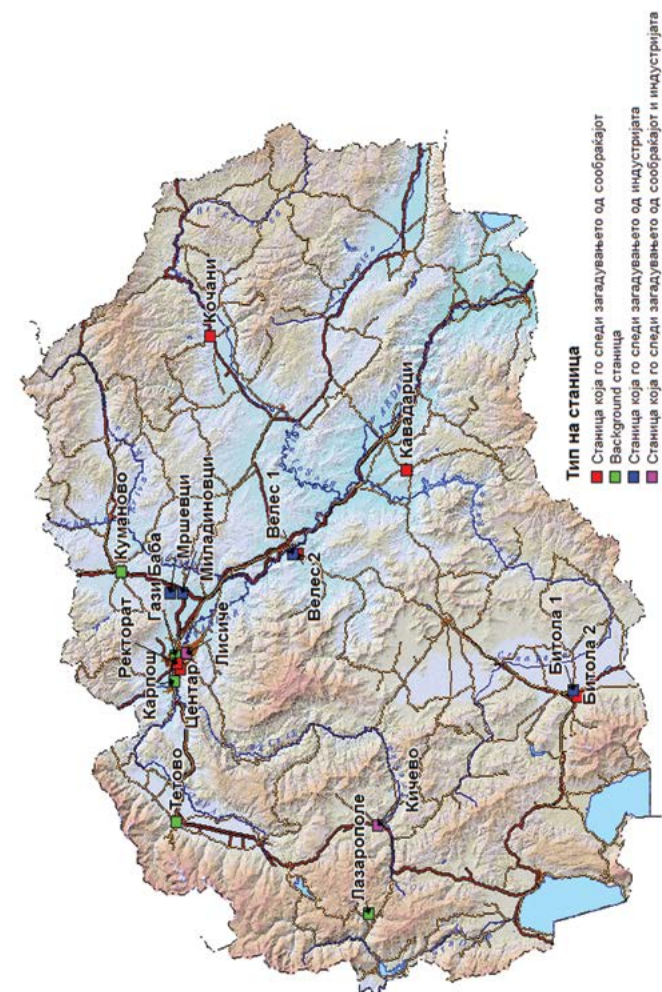 Куманово
Ректорат
Гази Баба
Мршевци
Миладиновци
Карпош
Центар
Лисиче
Тетово
Кочани
Велес 1
Велес 2
Кавадарци
Лазарополе
Кичево
Битола 1
Битола 2
Тип на станица
Станица која го следи загадувањето од сообраќајот
Background станица
Станица која го следи загадувањето од индустријата
Станица која го следи загадувањето од сообраќајот и индустријата